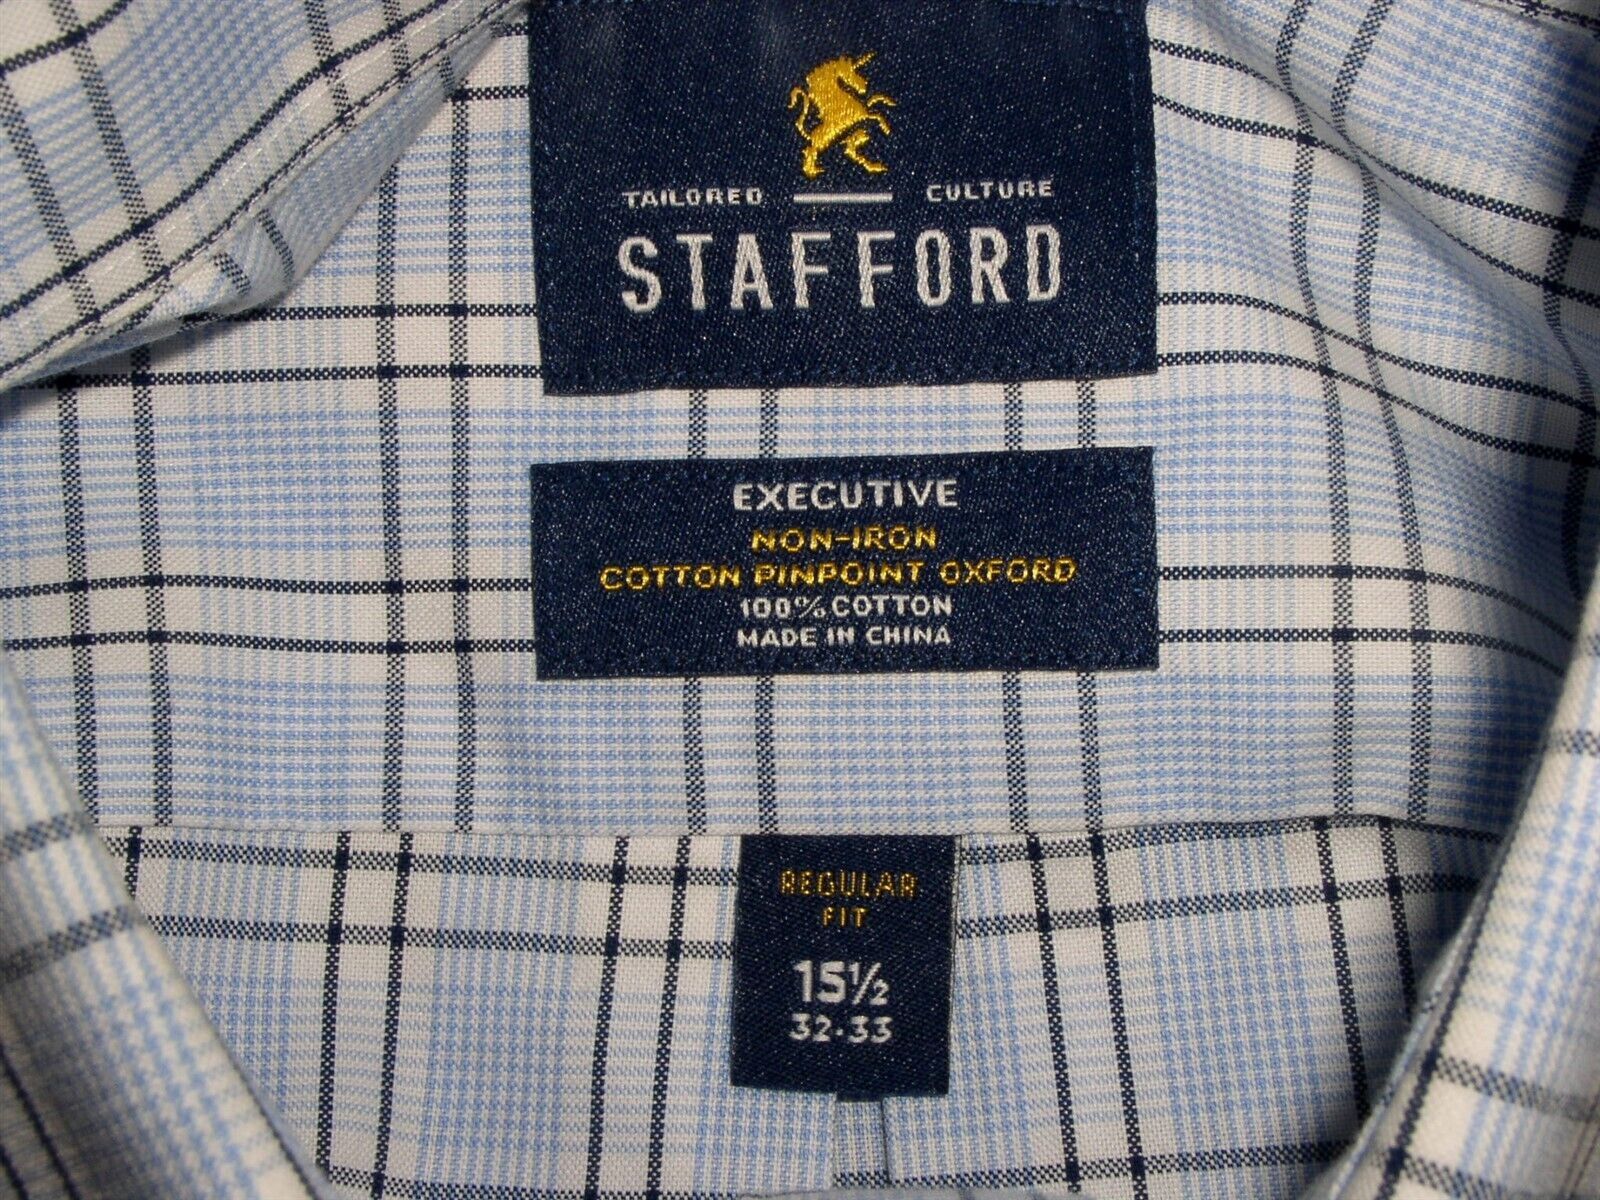 TAILORED CULTURE
STAFFORD
EXECUTIVE
NON-IRON
COTTON PINPOINT OXFORD
100% COTTON
MADE IN CHINA
REGULAR
FIT
15½
32-33